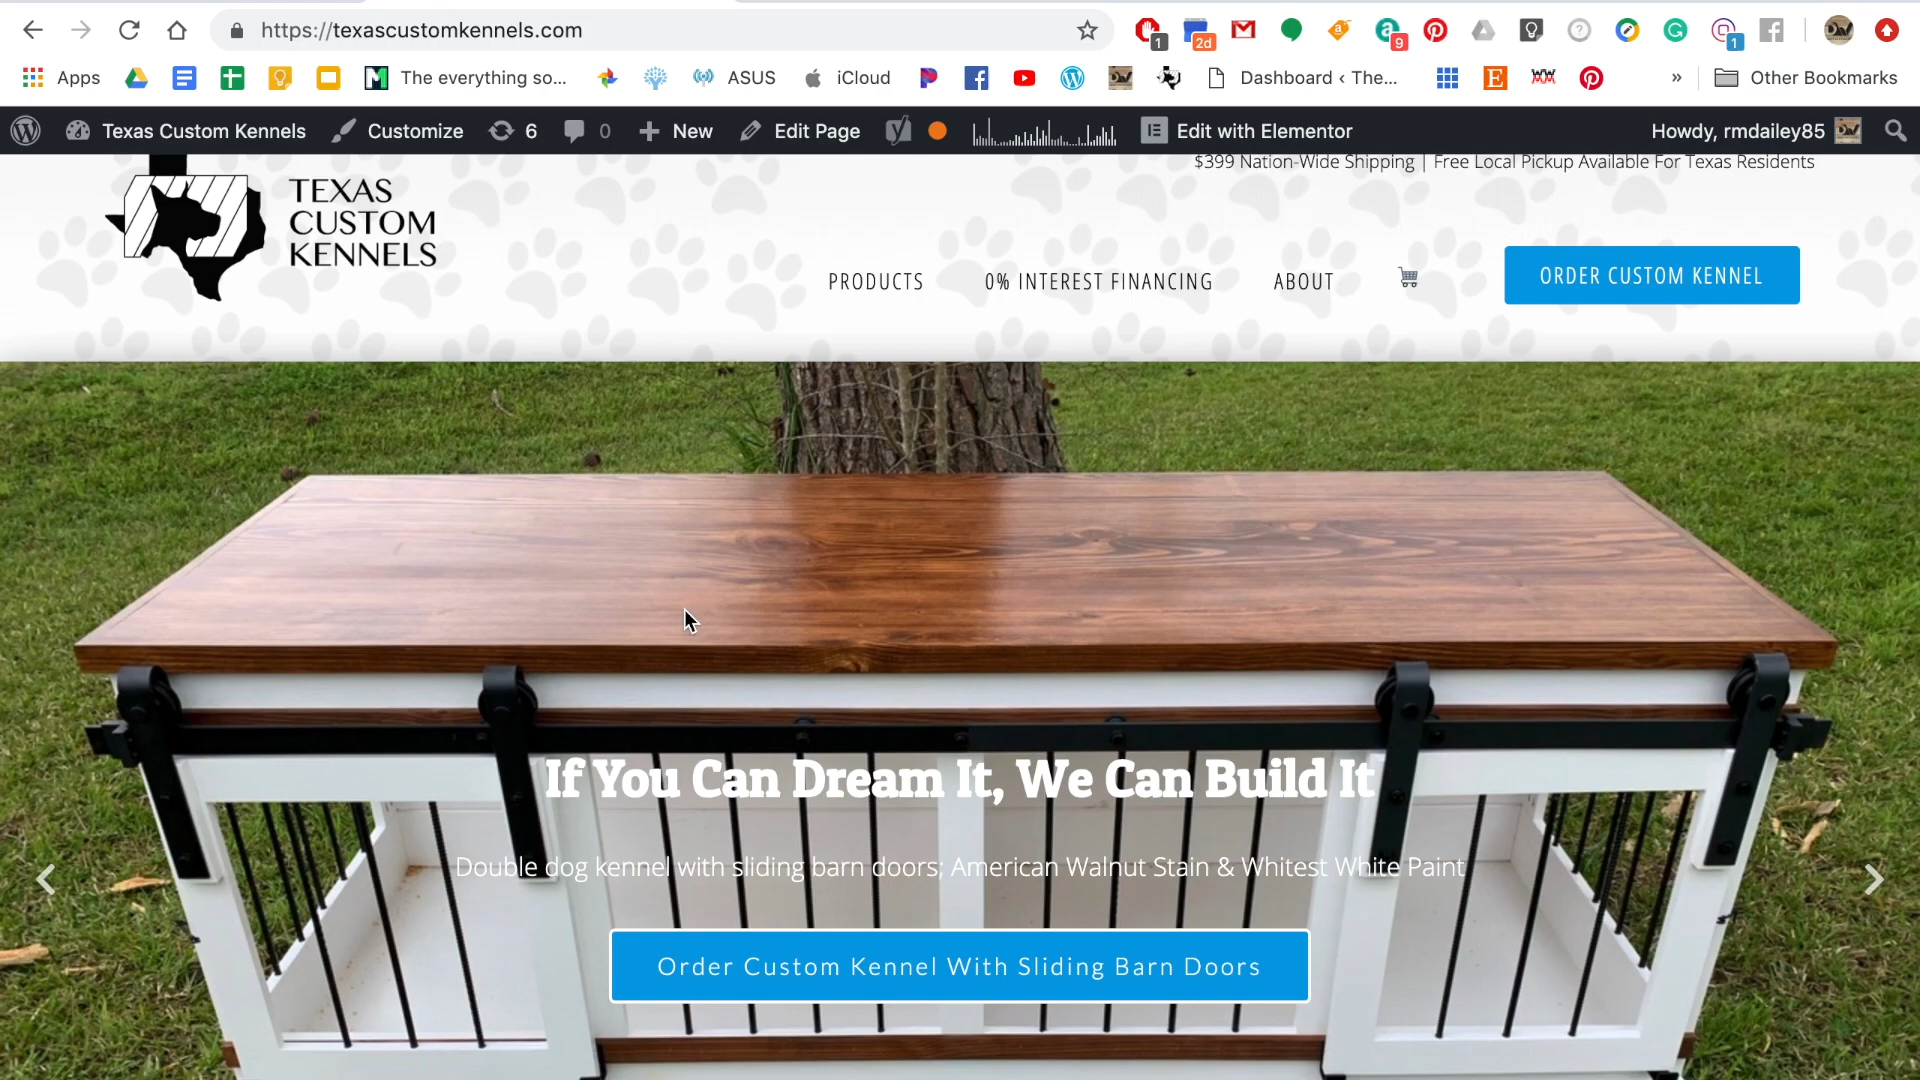 https://texascustomkennels.com
1
2d
9
1
Apps
The everything so...
ASUS
iCloud
Dashboard ‹ The...
»
Other Bookmarks
Texas Custom Kennels
Customize
6
0
New
Edit Page
Edit with Elementor
Howdy, rmdailey85
$399 Nation-Wide Shipping | Free Local Pickup Available For Texas Residents
TEXAS
CUSTOM
KENNELS
PRODUCTS
0% INTEREST FINANCING
ABOUT
ORDER CUSTOM KENNEL
If You Can Dream It, We Can Build It
Double dog kennel with sliding barn doors; American Walnut Stain & Whitest White Paint
Order Custom Kennel With Sliding Barn Doors